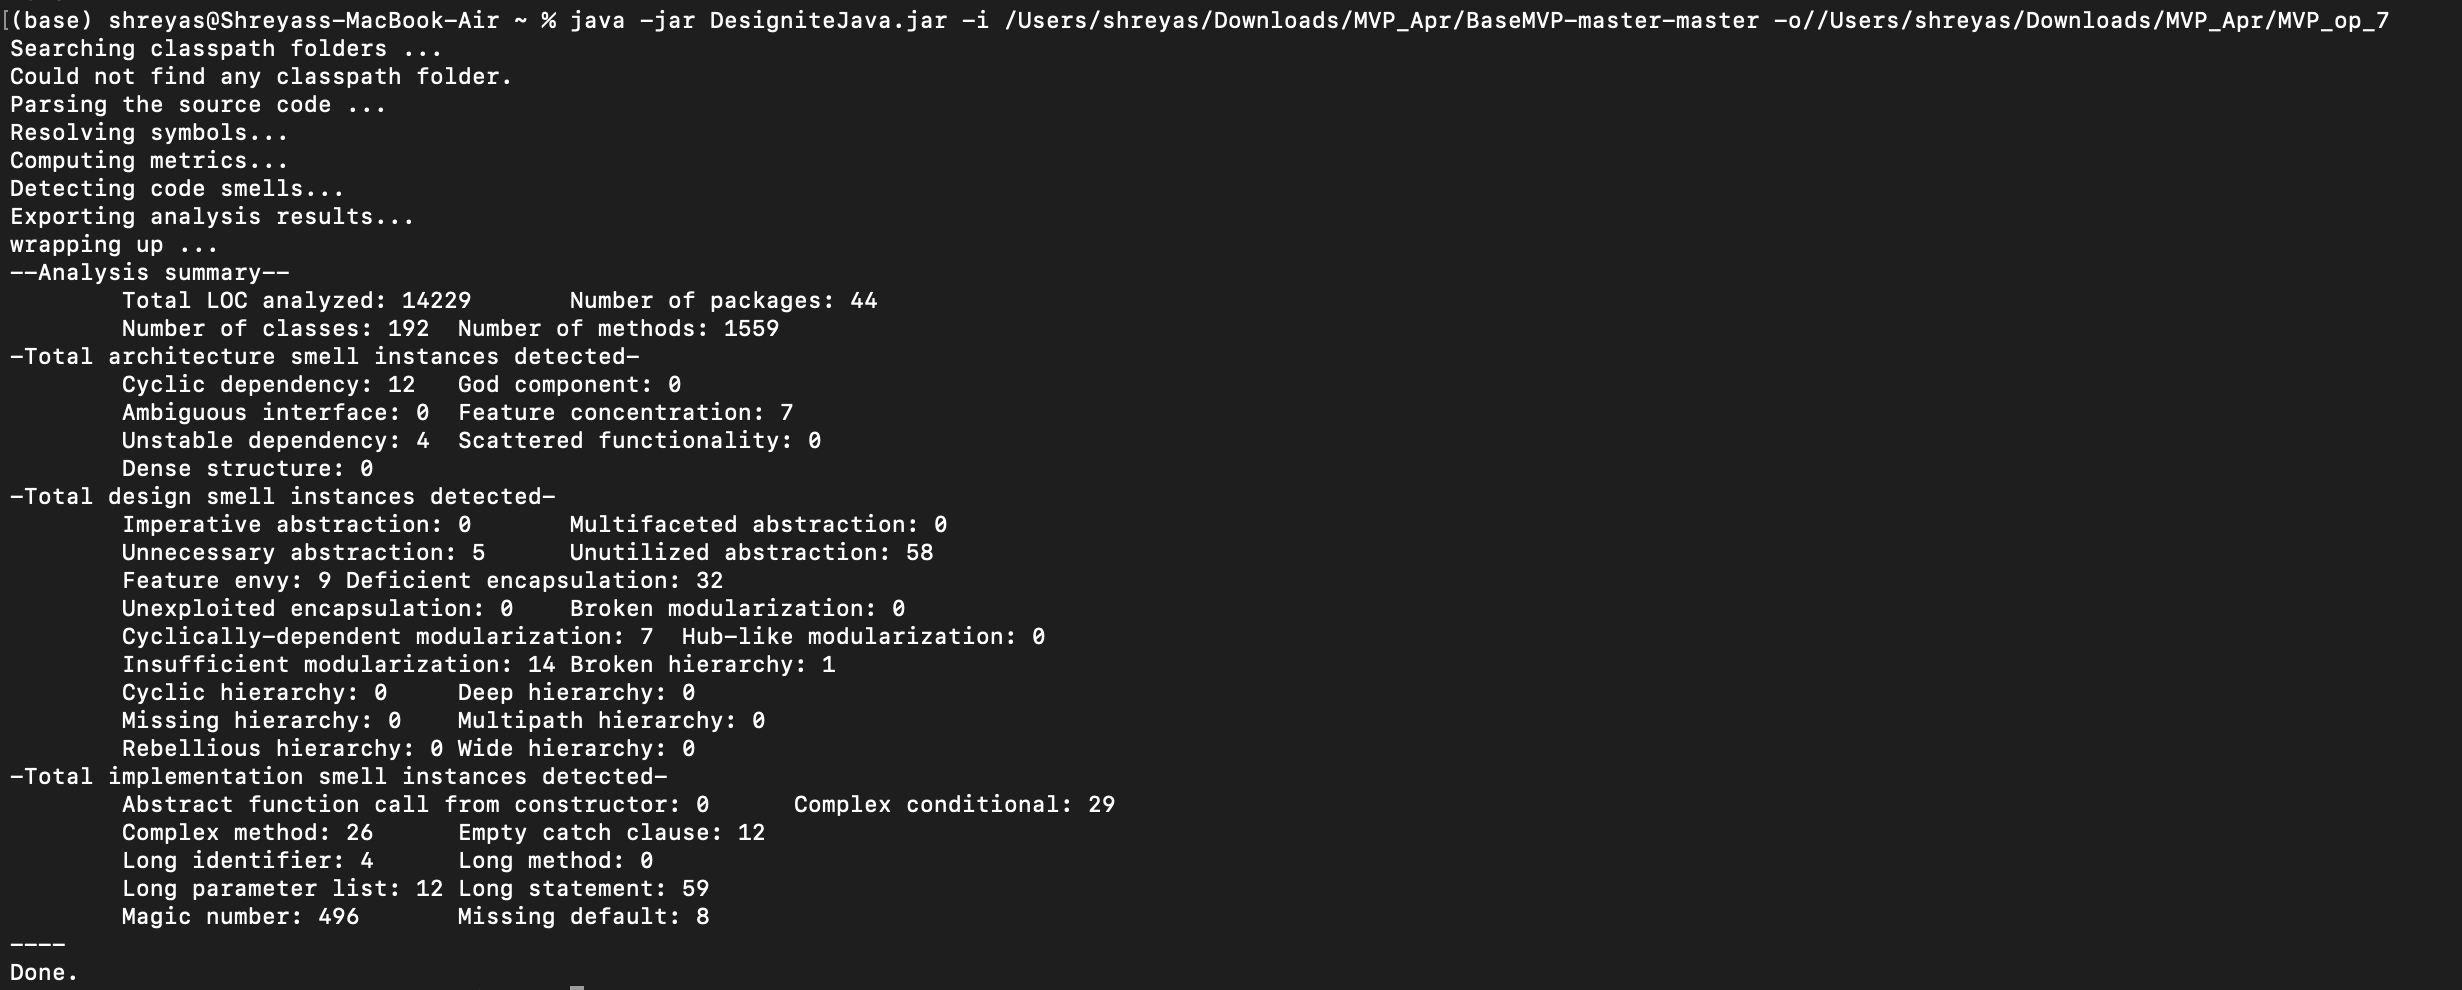 [(base) shreyas@Shreyass-MacBook-Air ~ % java -jar DesigniteJava.jar -i /Users/shreyas/Downloads/MVP_Apr/BaseMVP-master-master -o//Users/shreyas/Downloads/MVP_Apr/MVP_op_7
Searching classpath folders ...
Could not find any classpath folder.
Parsing the source code ...
Resolving symbols...
Computing metrics...
Detecting code smells...
Exporting analysis results...
wrapping up ...
--Analysis summary--
        Total LOC analyzed: 14229       Number of packages: 44
        Number of classes: 192  Number of methods: 1559
-Total architecture smell instances detected-
        Cyclic dependency: 12   God component: 0
        Ambiguous interface: 0  Feature concentration: 7
        Unstable dependency: 4  Scattered functionality: 0
        Dense structure: 0
-Total design smell instances detected-
        Imperative abstraction: 0       Multifaceted abstraction: 0
        Unnecessary abstraction: 5      Unutilized abstraction: 58
        Feature envy: 9 Deficient encapsulation: 32
        Unexploited encapsulation: 0    Broken modularization: 0
        Cyclically-dependent modularization: 7  Hub-like modularization: 0
        Insufficient modularization: 14 Broken hierarchy: 1
        Cyclic hierarchy: 0     Deep hierarchy: 0
        Missing hierarchy: 0    Multipath hierarchy: 0
        Rebellious hierarchy: 0 Wide hierarchy: 0
-Total implementation smell instances detected-
        Abstract function call from constructor: 0      Complex conditional: 29
        Complex method: 26      Empty catch clause: 12
        Long identifier: 4      Long method: 0
        Long parameter list: 12 Long statement: 59
        Magic number: 496       Missing default: 8
----
Done.